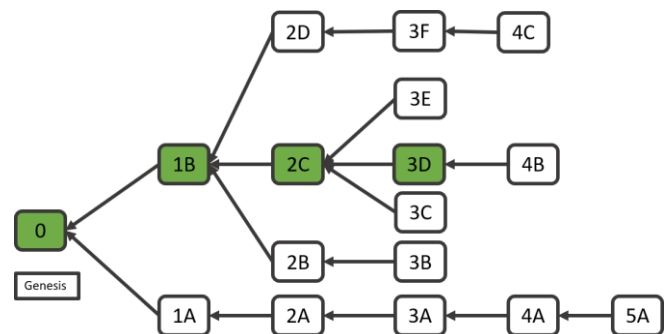 2D 3F 4C
3E
1B 2C 3D 4B
3C
0
2B 3B
Genesis
1A 2A 3A 4A 5A